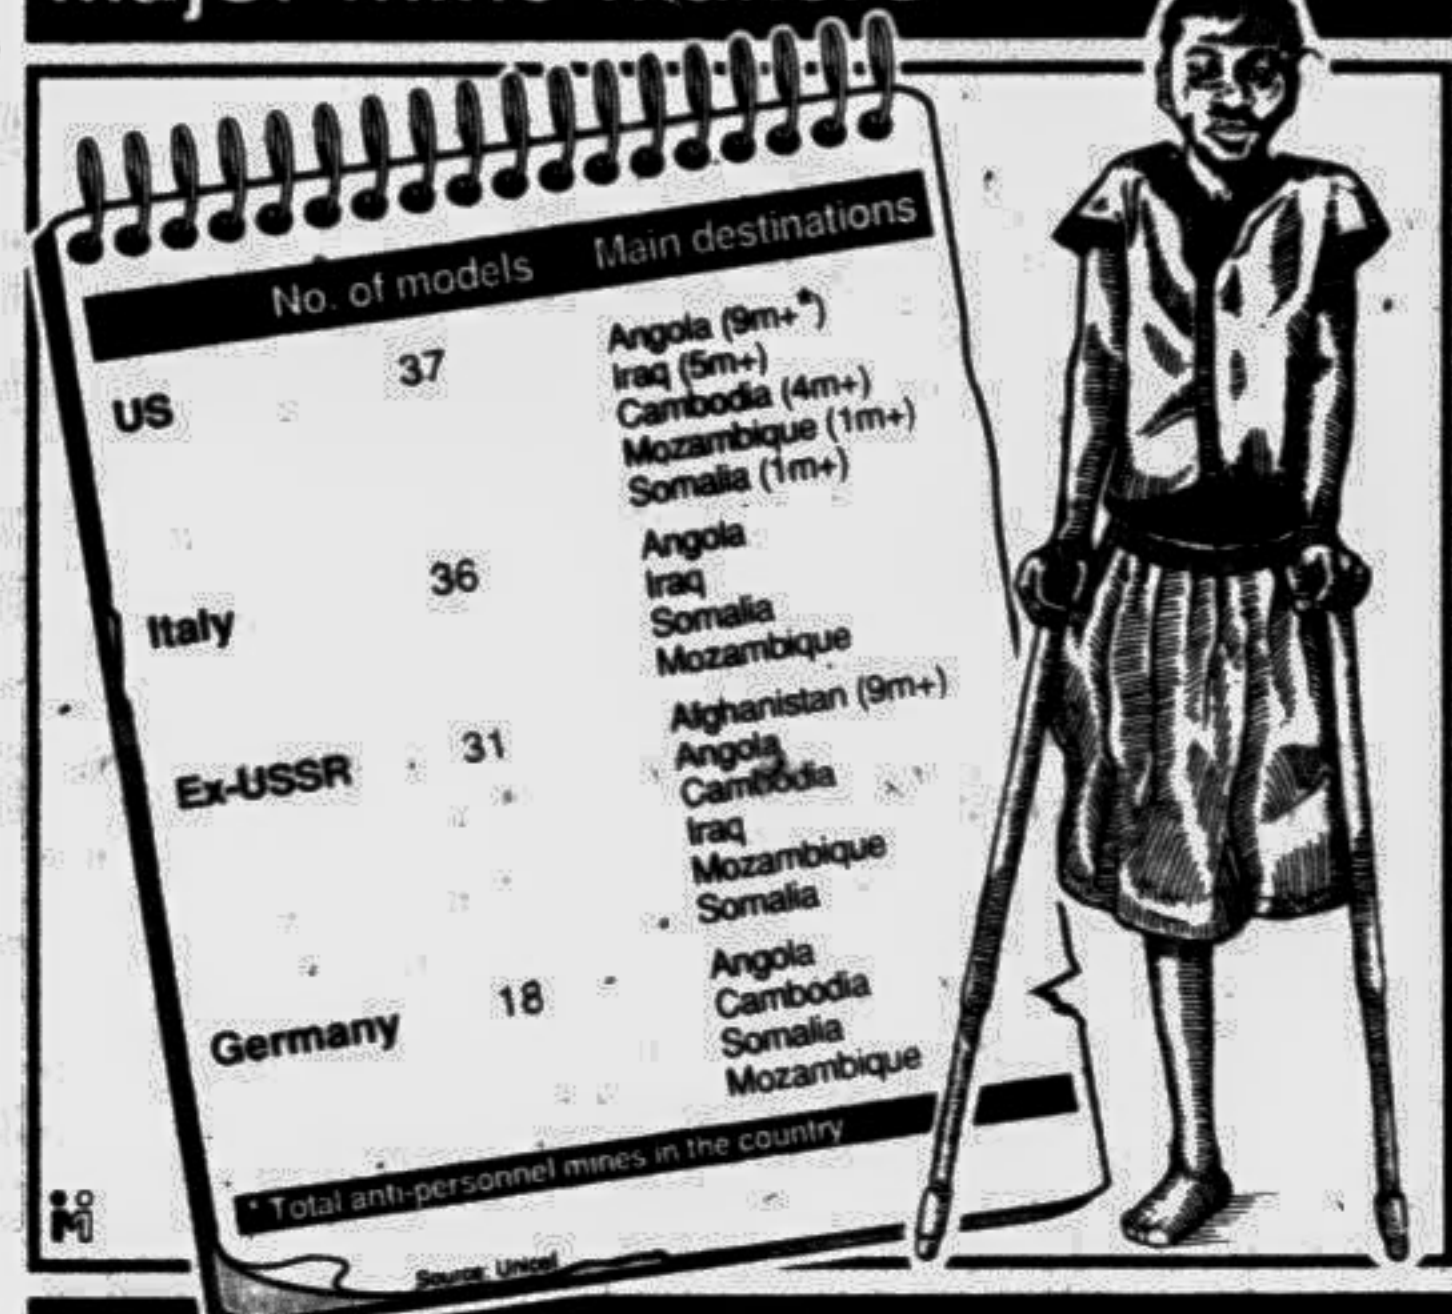 No. of models Main destinations
US 37 Angola (9m+*)
Iraq (5m+)
Cambodia (4m+)
Mozambique (1m+)
Somalia (1m+)
Italy 36 Angola
Iraq
Somalia
Mozambique
Ex-USSR 31 Afghanistan (9m+)
Angola
Cambodia
Iraq
Mozambique
Somalia
Germany 18 Angola
Cambodia
Somalia
Mozambique
* Total anti-personnel mines in the country
Source: Unicef